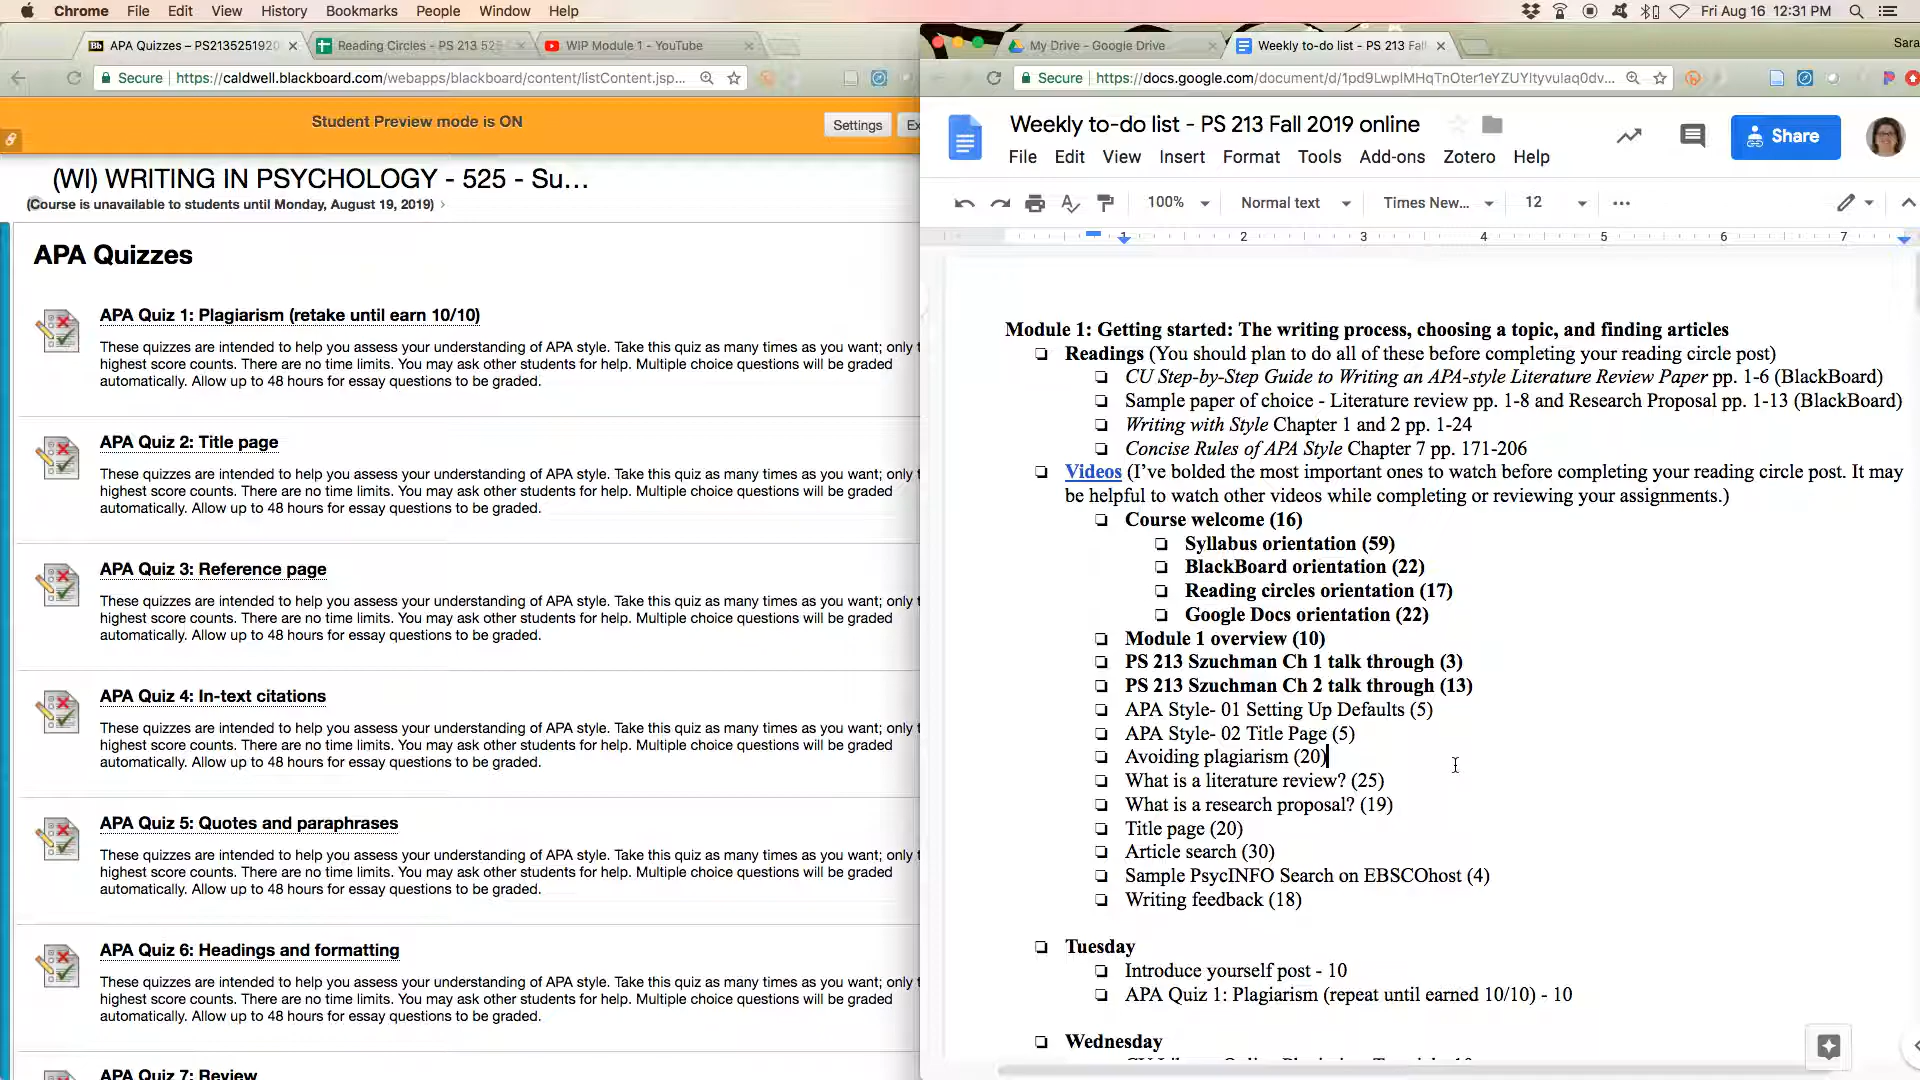 Chrome File Edit View History Bookmarks People Window Help
Fri Aug 16 12:31 PM
APA Quizzes – PS2135251920
Reading Circles - PS 213 525
WIP Module 1 - YouTube
Secure https://caldwell.blackboard.com/webapps/blackboard/content/listContent.jsp...
Student Preview mode is ON
Settings
(WI) WRITING IN PSYCHOLOGY - 525 - Su...
(Course is unavailable to students until Monday, August 19, 2019)
APA Quizzes
APA Quiz 1: Plagiarism (retake until earn 10/10)
These quizzes are intended to help you assess your understanding of APA style. Take this quiz as many times as you want; only
highest score counts. There are no time limits. You may ask other students for help. Multiple choice questions will be graded
automatically. Allow up to 48 hours for essay questions to be graded.
APA Quiz 2: Title page
These quizzes are intended to help you assess your understanding of APA style. Take this quiz as many times as you want; only
highest score counts. There are no time limits. You may ask other students for help. Multiple choice questions will be graded
automatically. Allow up to 48 hours for essay questions to be graded.
APA Quiz 3: Reference page
These quizzes are intended to help you assess your understanding of APA style. Take this quiz as many times as you want; only
highest score counts. There are no time limits. You may ask other students for help. Multiple choice questions will be graded
automatically. Allow up to 48 hours for essay questions to be graded.
APA Quiz 4: In-text citations
These quizzes are intended to help you assess your understanding of APA style. Take this quiz as many times as you want; only
highest score counts. There are no time limits. You may ask other students for help. Multiple choice questions will be graded
automatically. Allow up to 48 hours for essay questions to be graded.
APA Quiz 5: Quotes and paraphrases
These quizzes are intended to help you assess your understanding of APA style. Take this quiz as many times as you want; only
highest score counts. There are no time limits. You may ask other students for help. Multiple choice questions will be graded
automatically. Allow up to 48 hours for essay questions to be graded.
APA Quiz 6: Headings and formatting
These quizzes are intended to help you assess your understanding of APA style. Take this quiz as many times as you want; only
highest score counts. There are no time limits. You may ask other students for help. Multiple choice questions will be graded
automatically. Allow up to 48 hours for essay questions to be graded.
APA Quiz 7: Review
My Drive - Google Drive
Weekly to-do list - PS 213 Fall
Sara
Secure https://docs.google.com/document/d/1pd9LwpIMHqTnOter1eYZUYItyvulaq0dv...
Weekly to-do list - PS 213 Fall 2019 online
Share
File Edit View Insert Format Tools Add-ons Zotero Help
100% Normal text Times New... 12
1 2 3 4 5 6 7
Module 1: Getting started: The writing process, choosing a topic, and finding articles
Readings (You should plan to do all of these before completing your reading circle post)
CU Step-by-Step Guide to Writing an APA-style Literature Review Paper pp. 1-6 (BlackBoard)
Sample paper of choice - Literature review pp. 1-8 and Research Proposal pp. 1-13 (BlackBoard)
Writing with Style Chapter 1 and 2 pp. 1-24
Concise Rules of APA Style Chapter 7 pp. 171-206
Videos (I've bolded the most important ones to watch before completing your reading circle post. It may
be helpful to watch other videos while completing or reviewing your assignments.)
Course welcome (16)
Syllabus orientation (59)
BlackBoard orientation (22)
Reading circles orientation (17)
Google Docs orientation (22)
Module 1 overview (10)
PS 213 Szuchman Ch 1 talk through (3)
PS 213 Szuchman Ch 2 talk through (13)
APA Style- 01 Setting Up Defaults (5)
APA Style- 02 Title Page (5)
Avoiding plagiarism (20)
What is a literature review? (25)
What is a research proposal? (19)
Title page (20)
Article search (30)
Sample PsycINFO Search on EBSCOhost (4)
Writing feedback (18)
Tuesday
Introduce yourself post - 10
APA Quiz 1: Plagiarism (repeat until earned 10/10) - 10
Wednesday